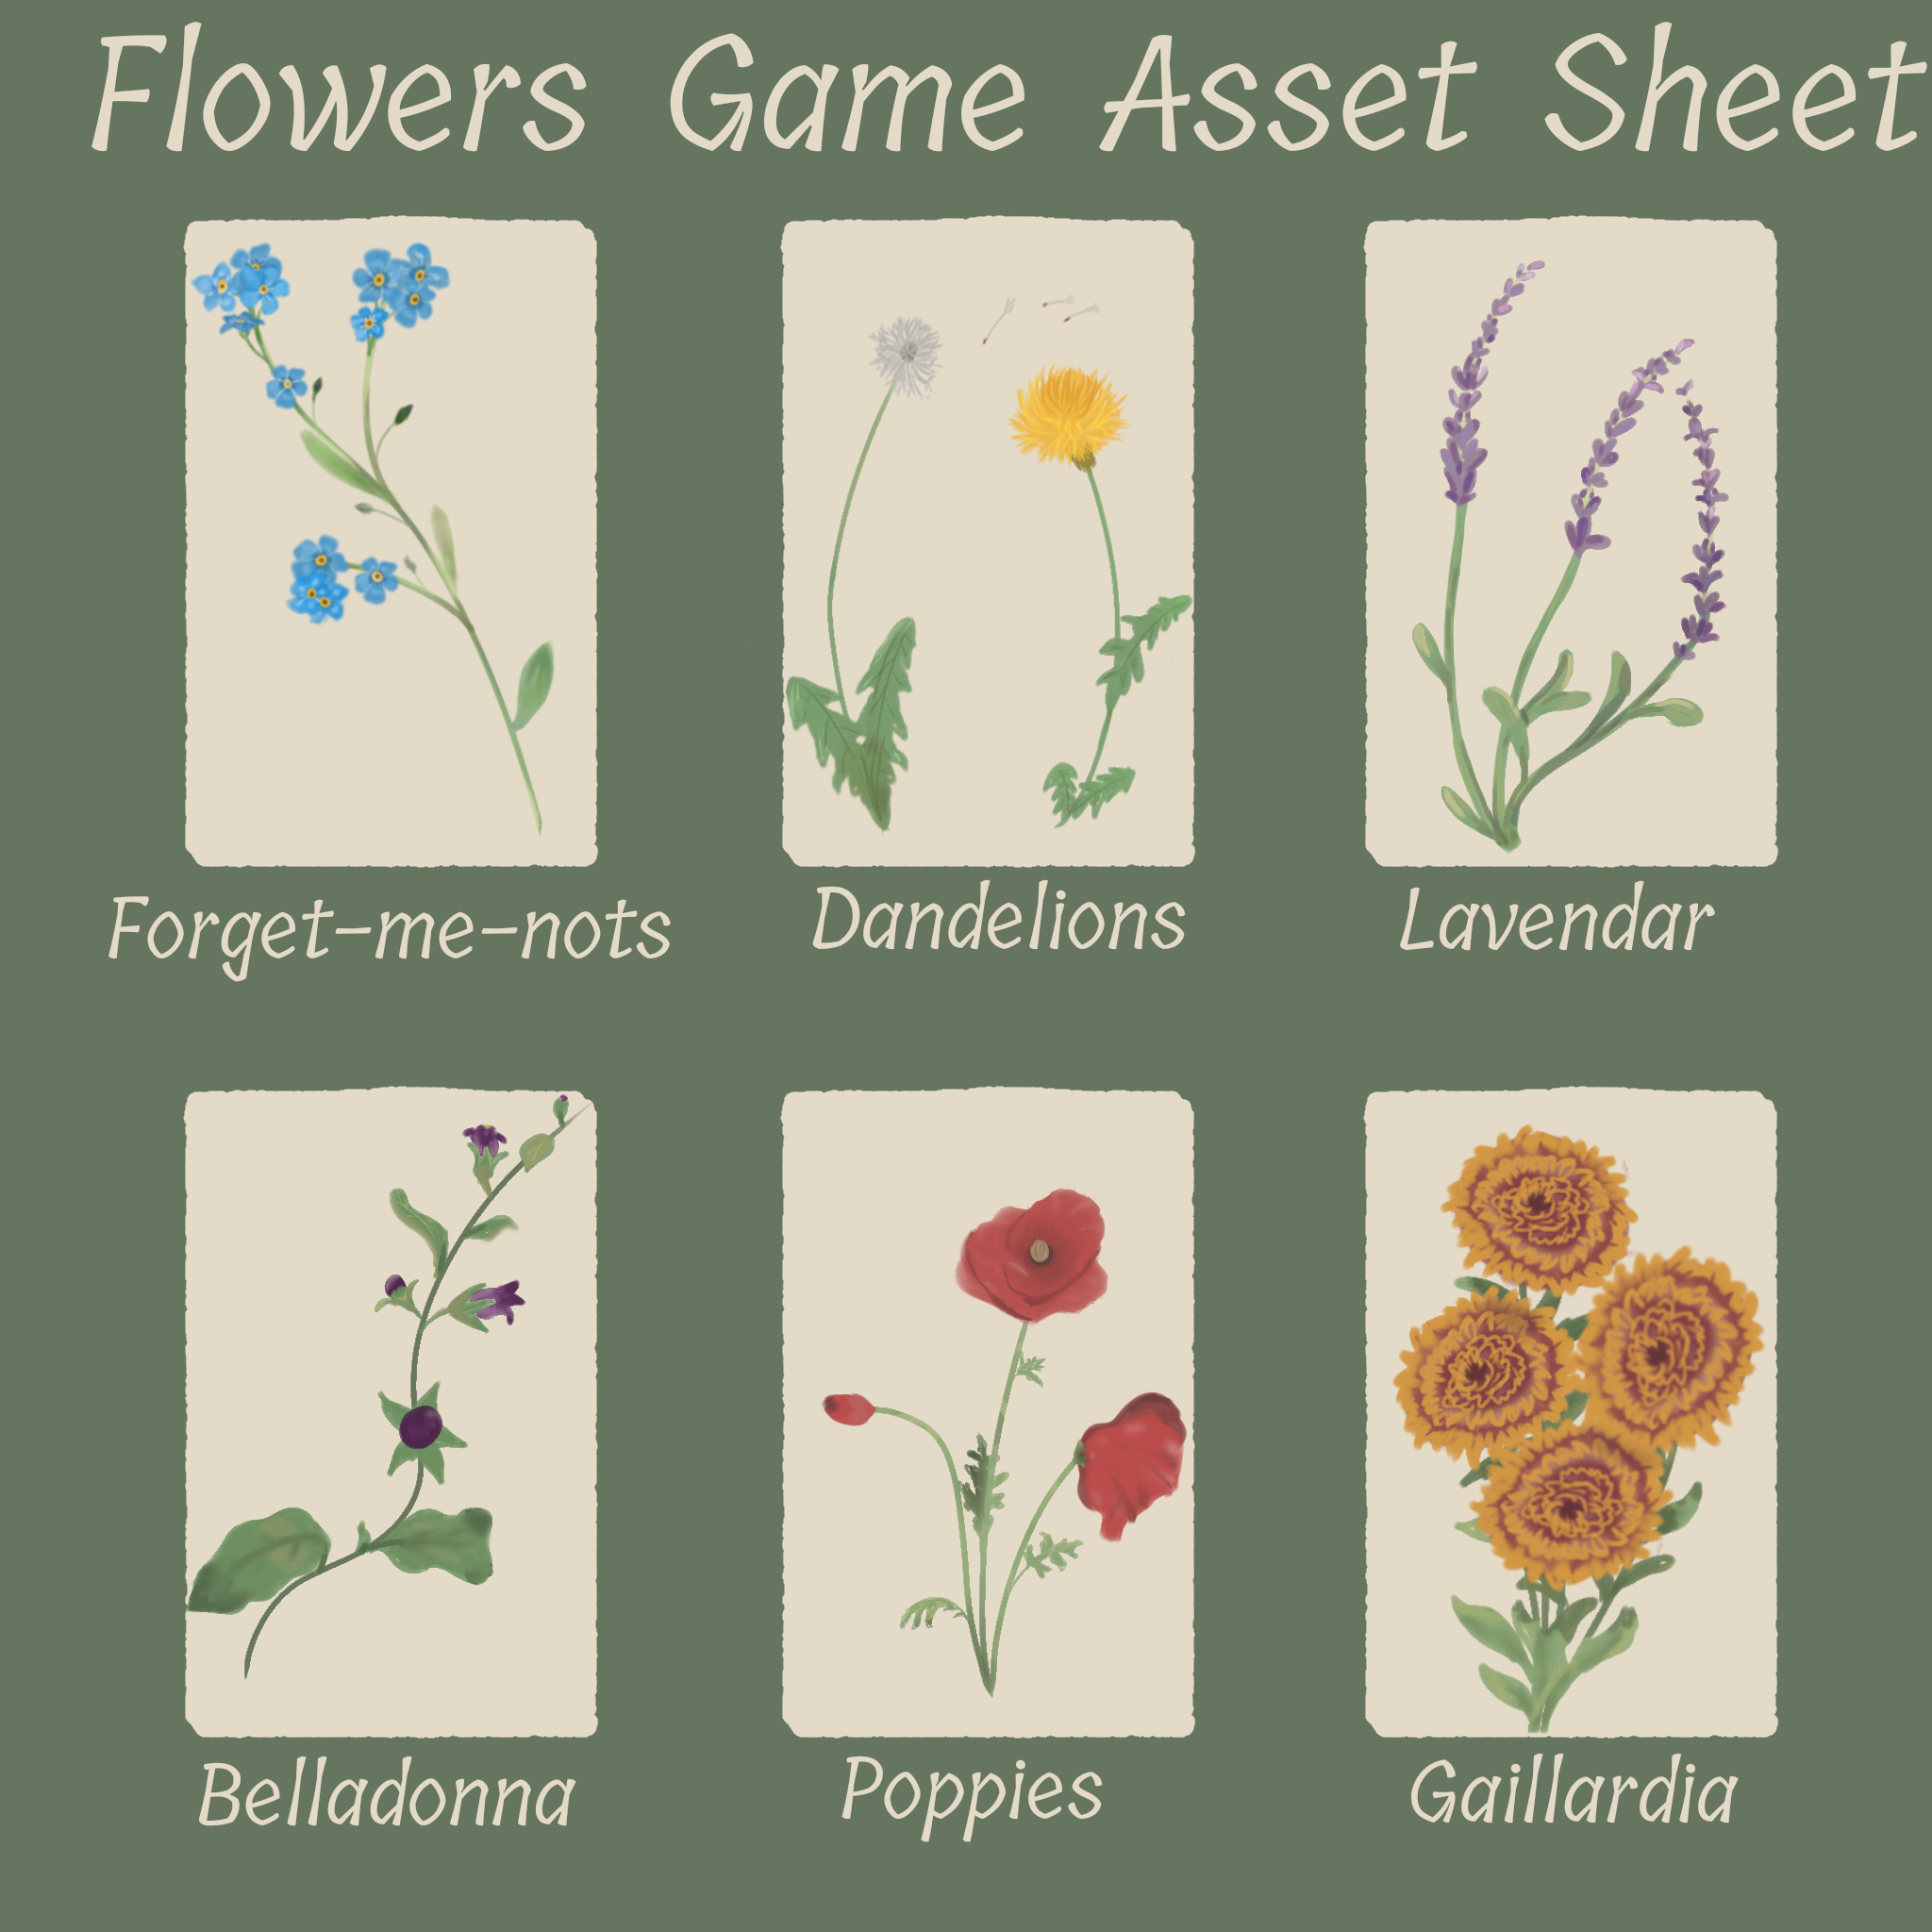 Flowers Game Asset Sheet
Forget-me-nots
Dandelions
Lavendar
Belladonna
Poppies
Gaillardia